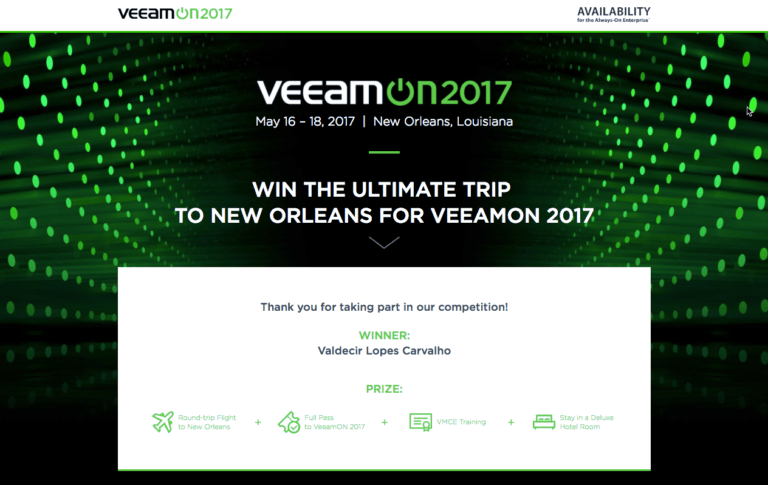 VEEAMON2017
AVAILABILITY
for the Always-On Enterprise™
VEEAMON2017
May 16 – 18, 2017 | New Orleans, Louisiana
WIN THE ULTIMATE TRIP
TO NEW ORLEANS FOR VEEAMON 2017
Thank you for taking part in our competition!
WINNER:
Valdecir Lopes Carvalho
PRIZE:
Round-trip Flight
to New Orleans
+
Full Pass
to VeeamON 2017
+
VMCE Training
+
Stay in a Deluxe
Hotel Room